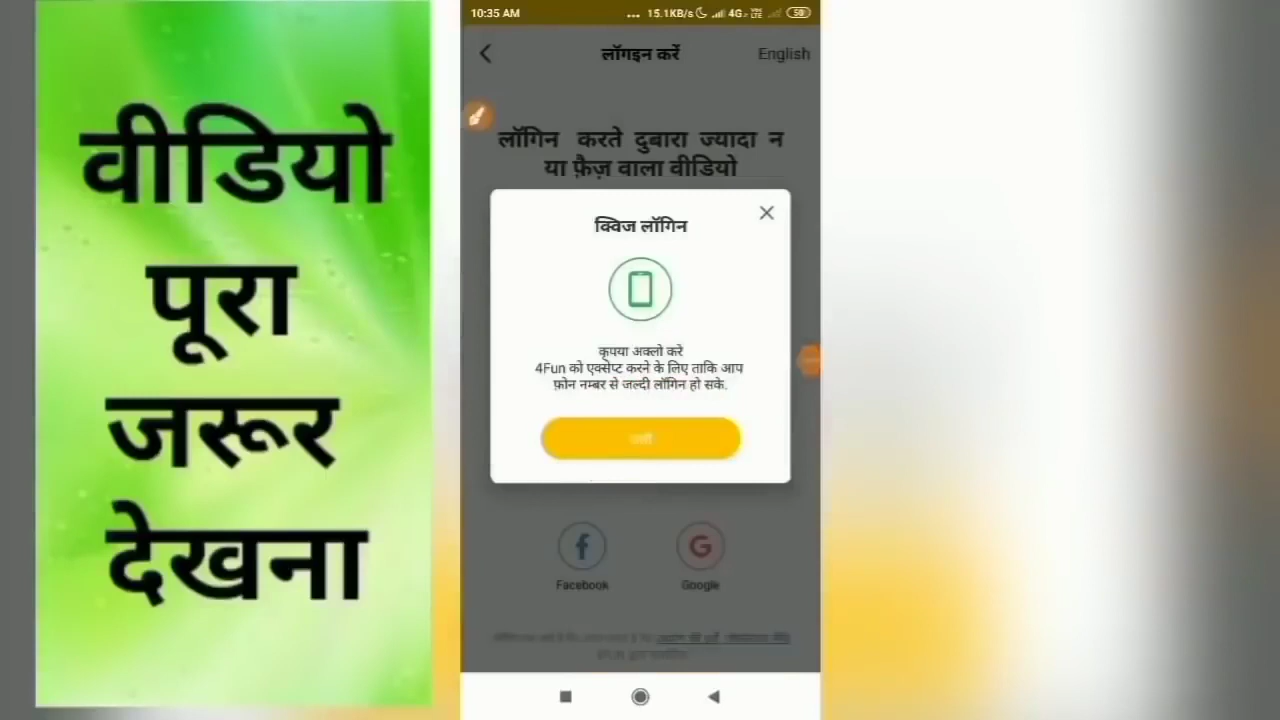 वीडियो
पूरा
जरूर
देखना
10:35 AM
15.1KB/s
4G
50
लॉगइन करें
English
लॉगिन करते दुबारा ज्यादा न
या फ़ैज़ वाला वीडियो
क्विज लॉगिन
कृपया अक्लो करे
4Fun को एक्सेप्ट करने के लिए ताकि आप
फ़ोन नम्बर से जल्दी लॉगिन हो सके.
Facebook
Google